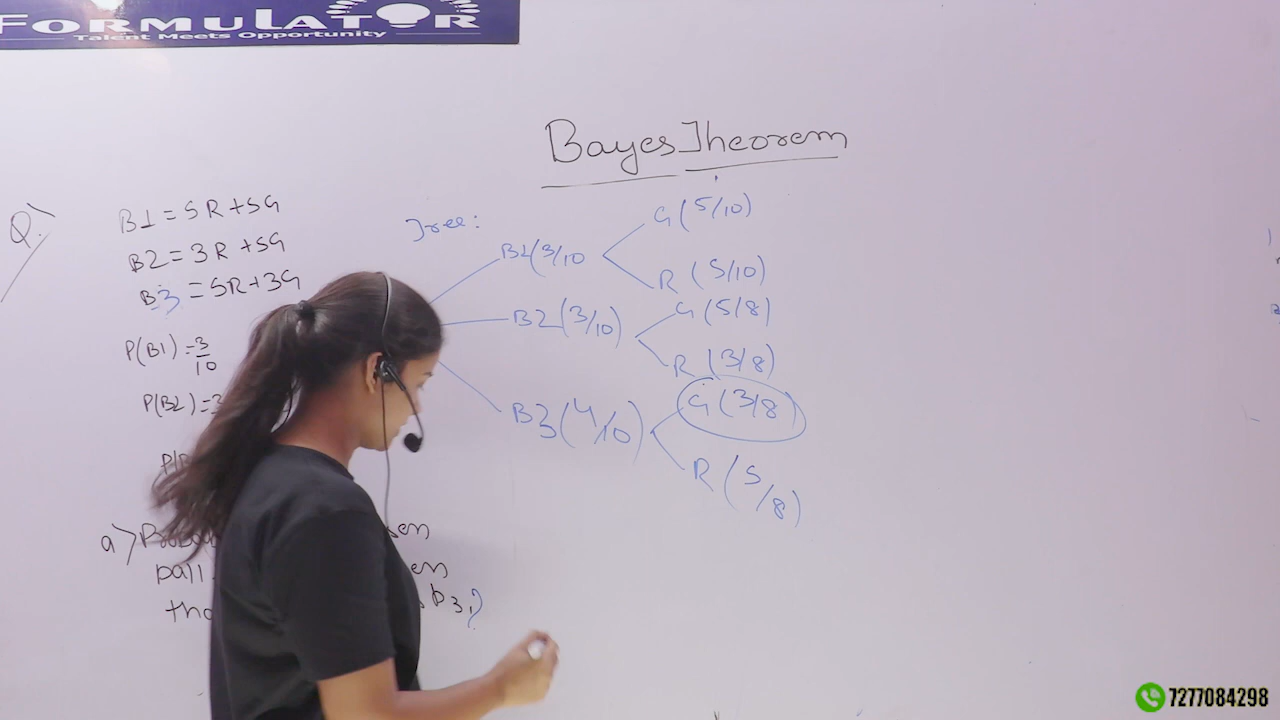 FORMULATOR
Talent Meets Opportunity
Bayes Theorem
Q.
B1 = 5R + 5G
B2 = 3R + 5G
B3 = 5R + 3G
P(B1) = 3/10
P(B2) = 3
a) 
ball
b3,)
Tree:
B1(3/10
G (5/10)
R (5/10)
B2(3/10)
G (5/8)
R (3/8)
B3(4/10)
G (3/8)
R (5/8)
7277084298